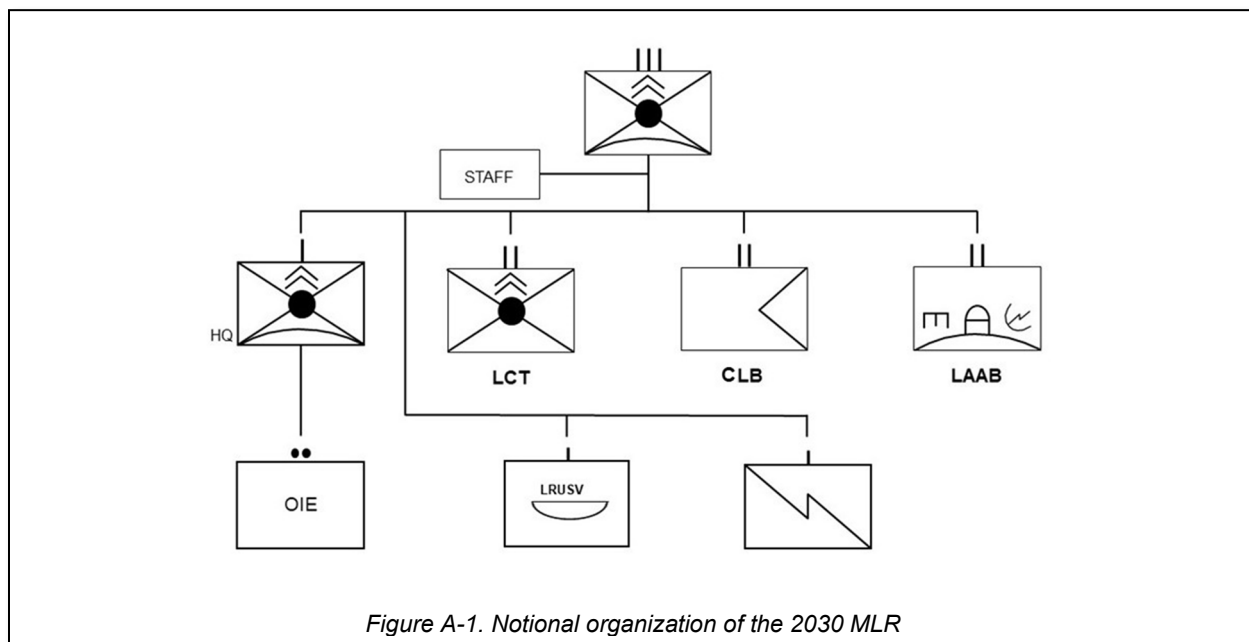 STAFF
HQ
LCT
CLB
LAAB
OIE
LRUSV
Figure A-1. Notional organization of the 2030 MLR